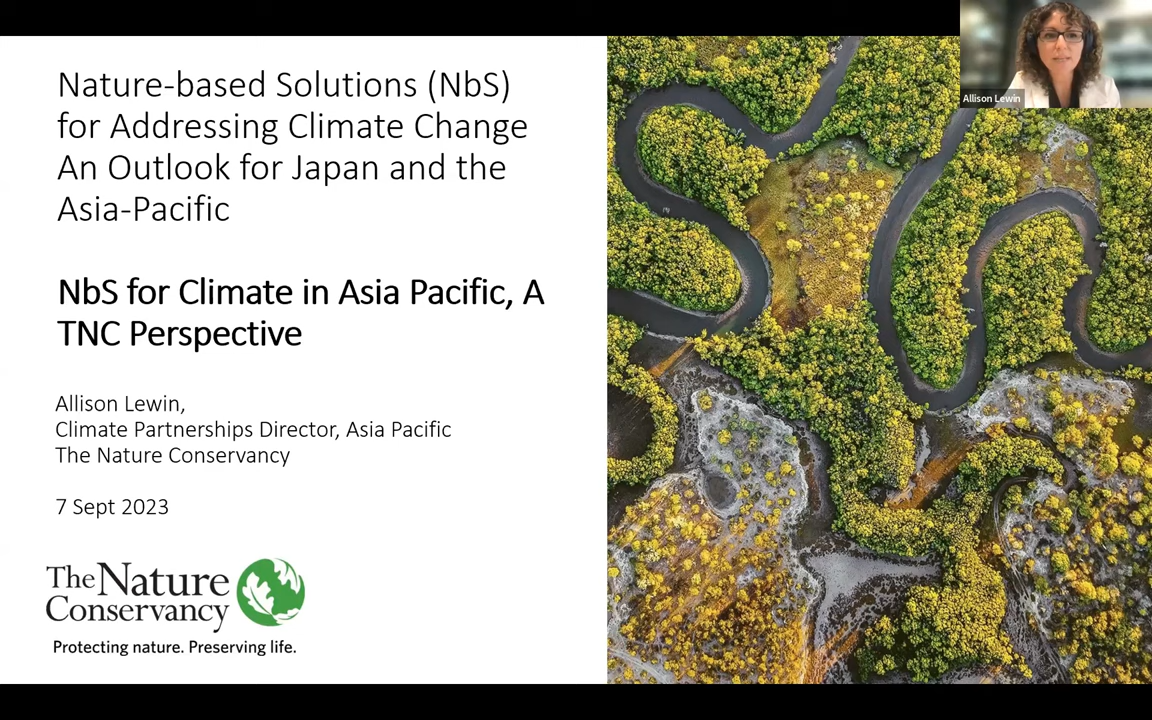 Nature-based Solutions (NbS)
for Addressing Climate Change
An Outlook for Japan and the
Asia-Pacific
NbS for Climate in Asia Pacific, A
TNC Perspective
Allison Lewin,
Climate Partnerships Director, Asia Pacific
The Nature Conservancy
7 Sept 2023
The Nature
Conservancy
Protecting nature. Preserving life.
Allison Lewin